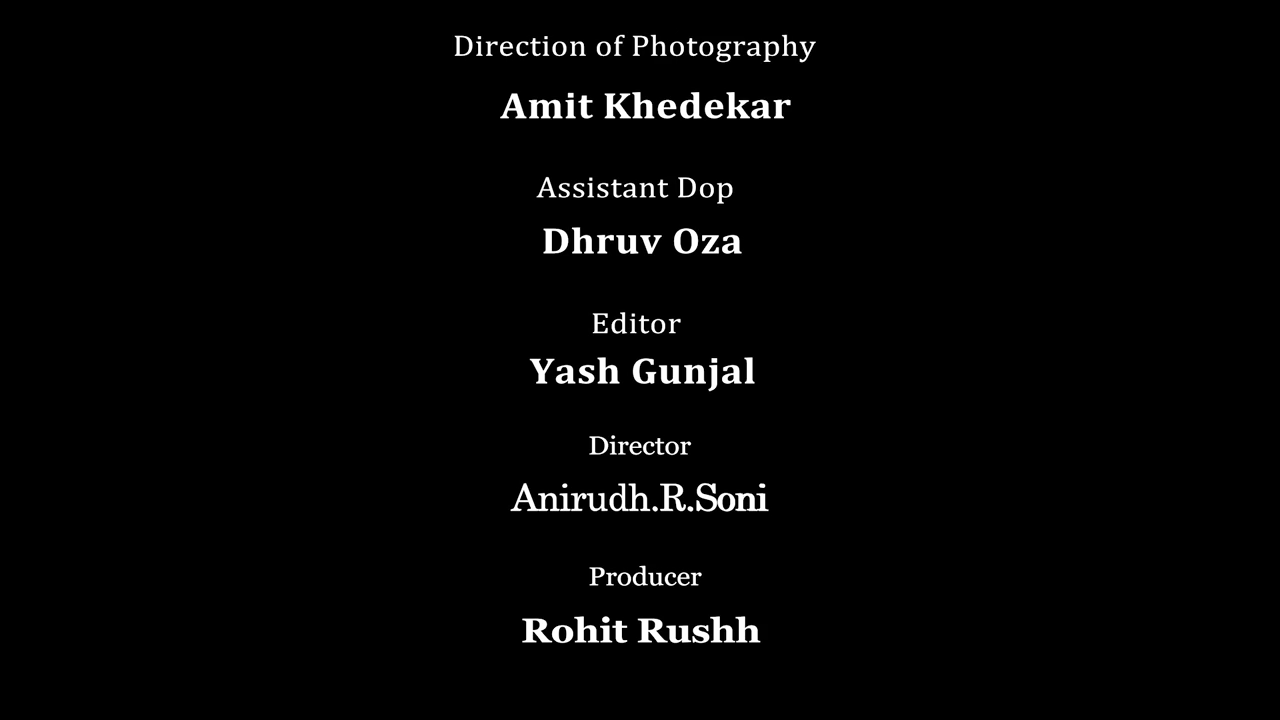 Direction of Photography
Amit Khedekar
Assistant Dop
Dhruv Oza
Editor
Yash Gunjal
Director
Anirudh.R.Soni
Producer
Rohit Rushh